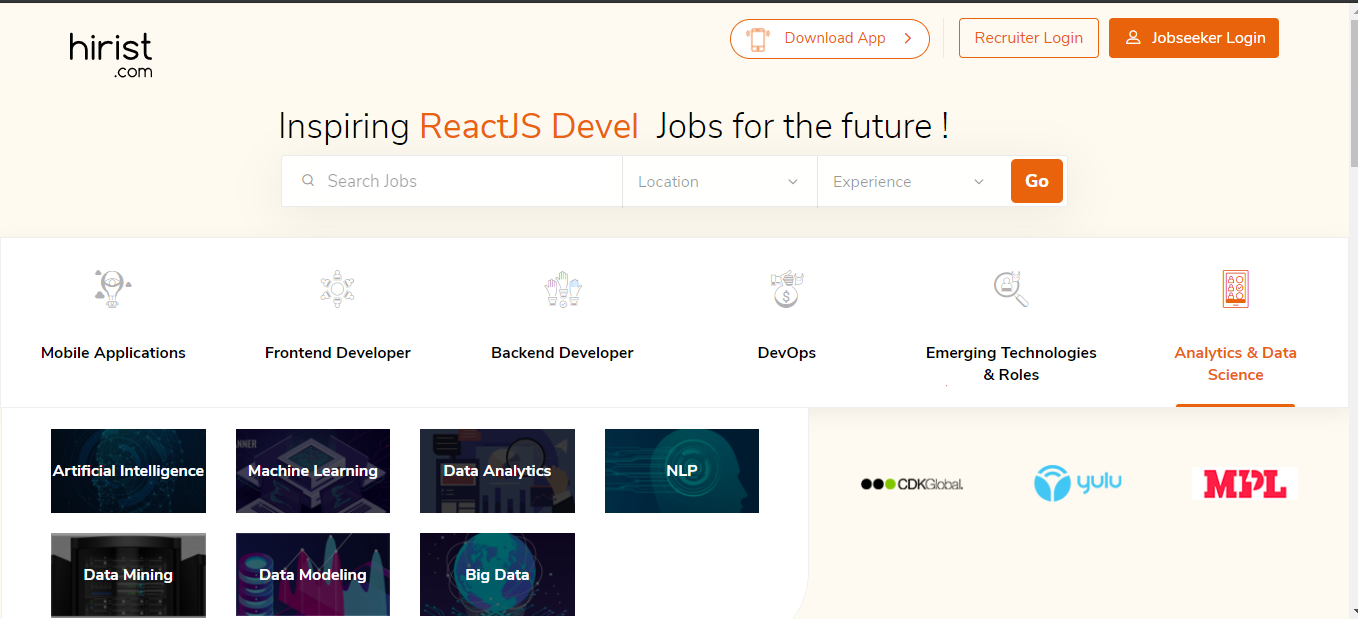 hirist
.com
Download App
Recruiter Login
Jobseeker Login
Inspiring ReactJS Devel Jobs for the future !
Search Jobs
Location
Experience
Go
Mobile Applications
Frontend Developer
Backend Developer
DevOps
Emerging Technologies
& Roles
Analytics & Data
Science
Artificial Intelligence
Machine Learning
Data Analytics
NLP
CDKGlobal.
yulu
MPL
Data Mining
Data Modeling
Big Data